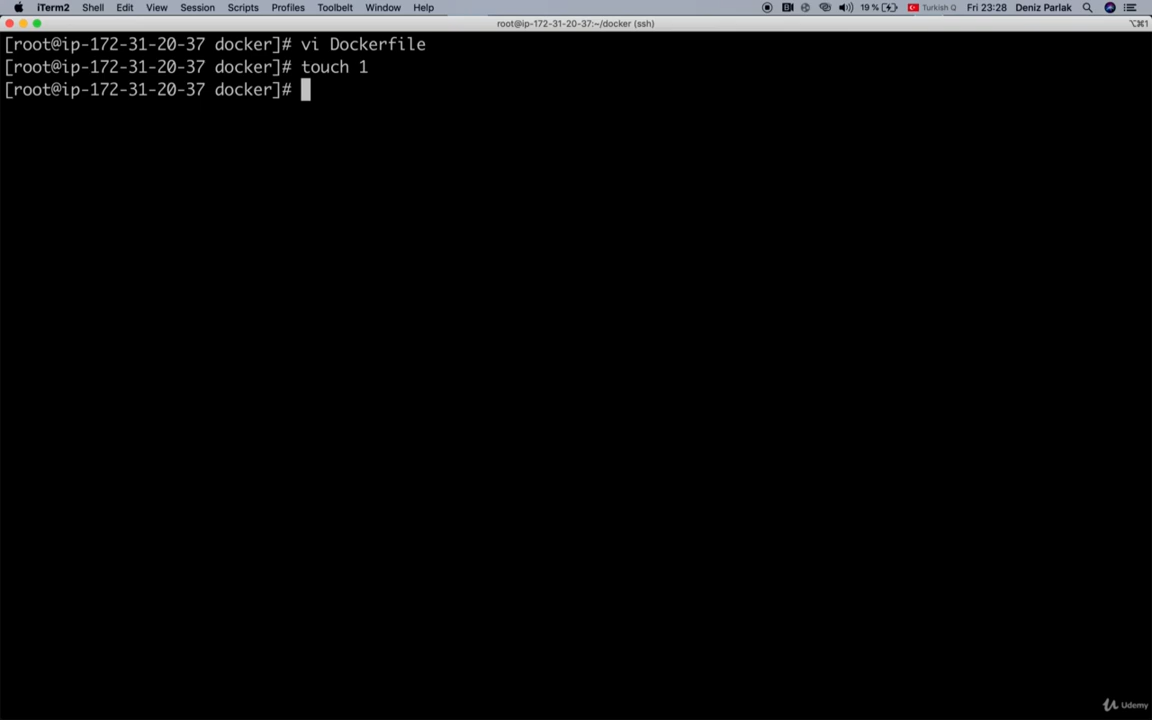 iTerm2 Shell Edit View Session Scripts Profiles Toolbelt Window Help 19 % Turkish Q Fri 23:28 Deniz Parlak
root@ip-172-31-20-37:~/docker (ssh) ⌥⌘1
[root@ip-172-31-20-37 docker]# vi Dockerfile
[root@ip-172-31-20-37 docker]# touch 1
[root@ip-172-31-20-37 docker]#
Udemy